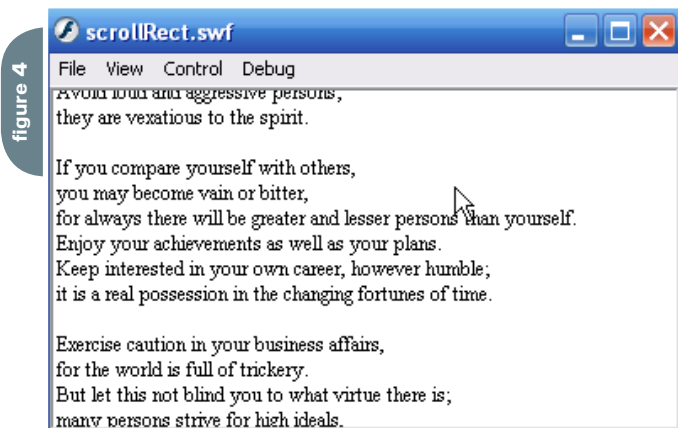 figure 4
scrollRect.swf
File View Control Debug
Avoid loud and aggressive persons,
they are vexatious to the spirit.
If you compare yourself with others,
you may become vain or bitter,
for always there will be greater and lesser persons than yourself.
Enjoy your achievements as well as your plans.
Keep interested in your own career, however humble;
it is a real possession in the changing fortunes of time.
Exercise caution in your business affairs,
for the world is full of trickery.
But let this not blind you to what virtue there is;
many persons strive for high ideals,